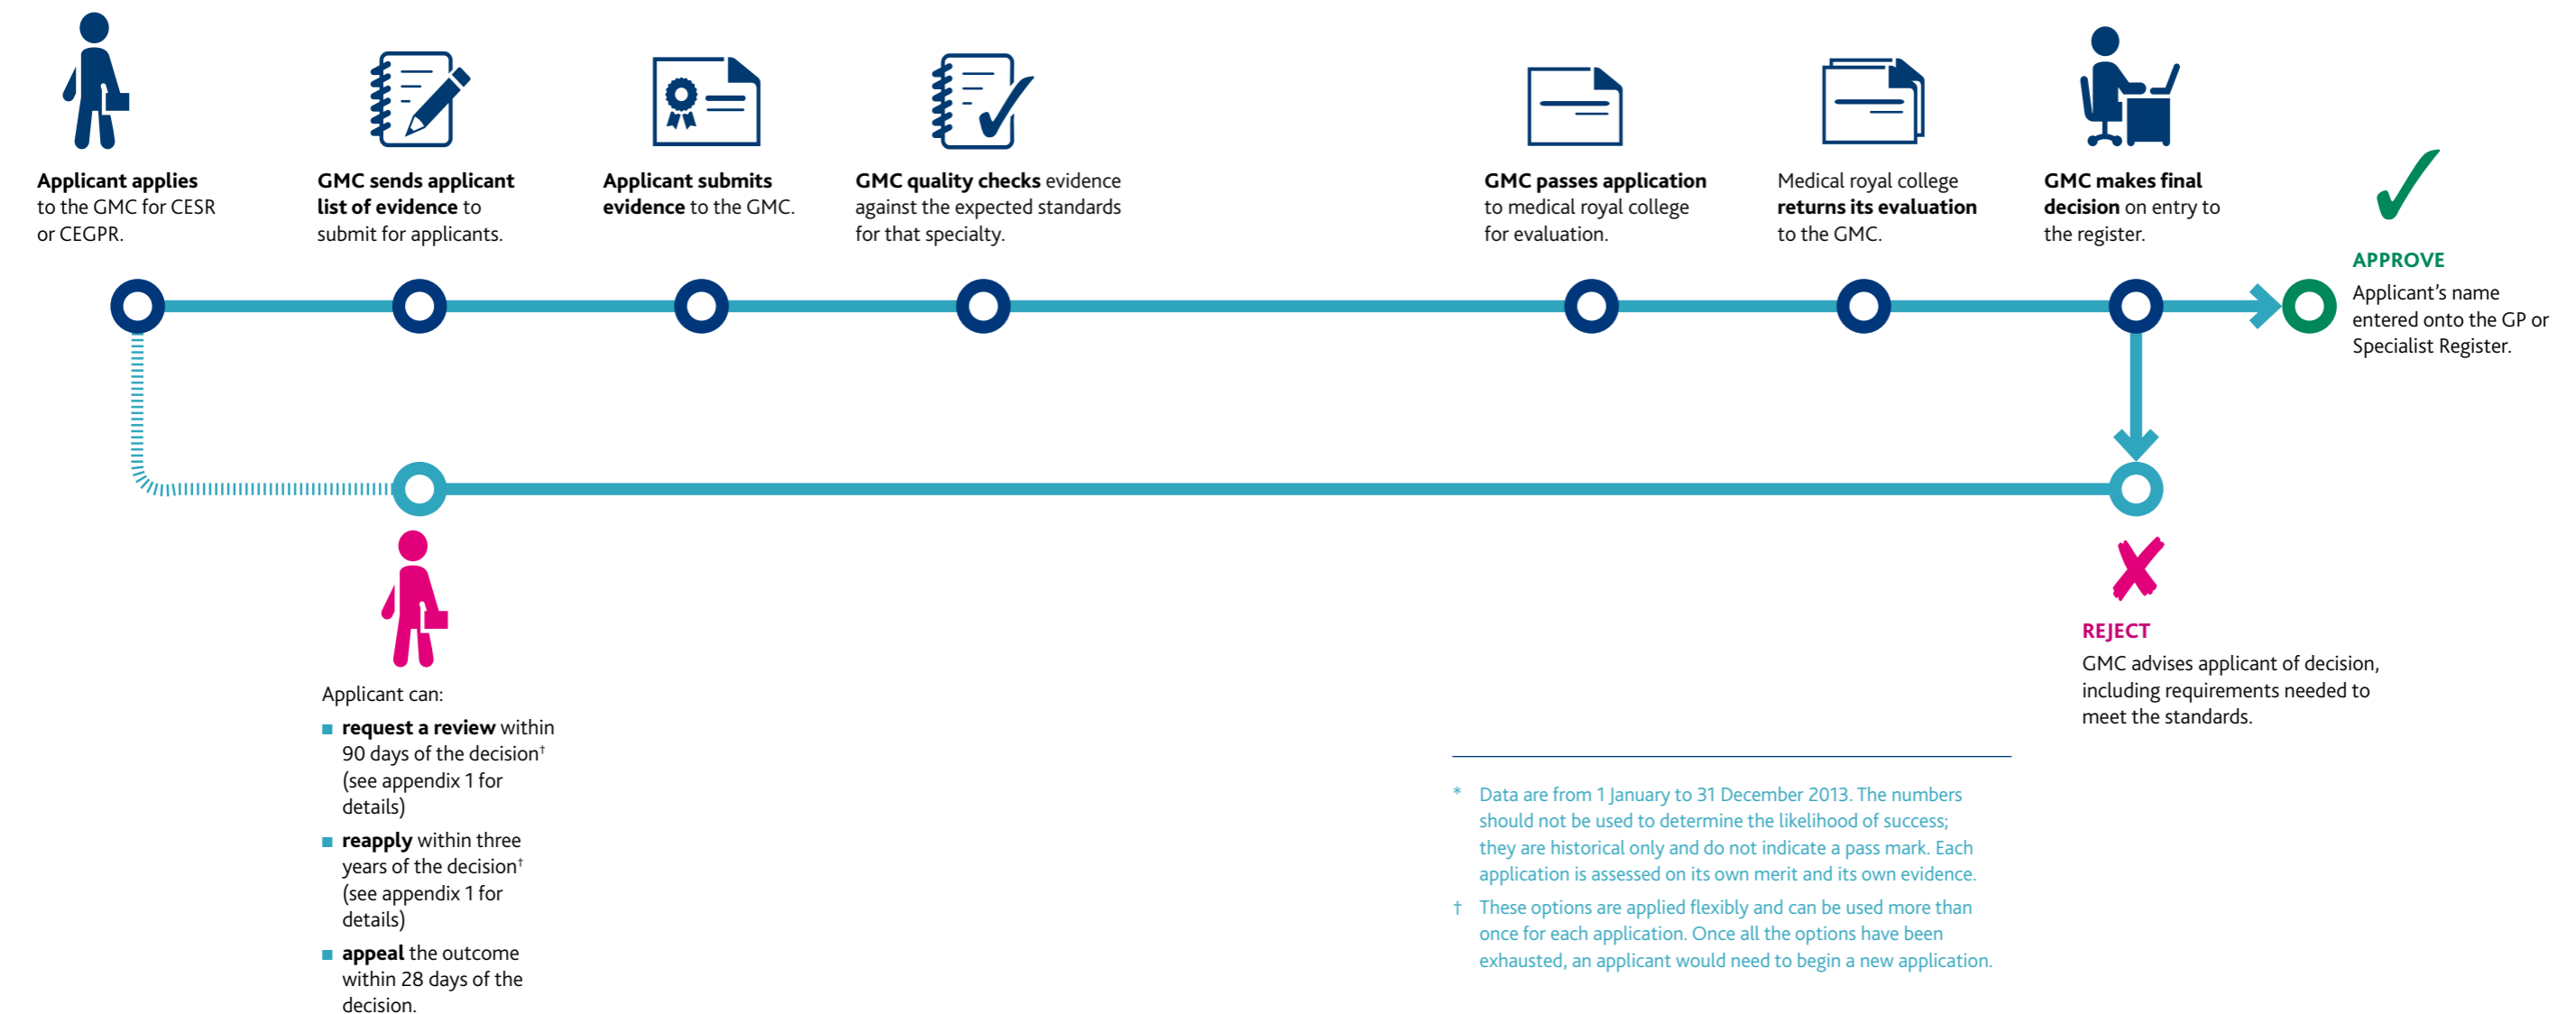 Applicant applies
to the GMC for CESR
or CEGPR.
GMC sends applicant
list of evidence to
submit for applicants.
Applicant submits
evidence to the GMC.
GMC quality checks evidence
against the expected standards
for that specialty.
GMC passes application
to medical royal college
for evaluation.
Medical royal college
returns its evaluation
to the GMC.
GMC makes final
decision on entry to
the register.
APPROVE
Applicant’s name
entered onto the GP or
Specialist Register.
REJECT
GMC advises applicant of decision,
including requirements needed to
meet the standards.
Applicant can:
■ request a review within
90 days of the decision†
(see appendix 1 for
details)
■ reapply within three
years of the decision†
(see appendix 1 for
details)
■ appeal the outcome
within 28 days of the
decision.
* Data are from 1 January to 31 December 2013. The numbers
should not be used to determine the likelihood of success;
they are historical only and do not indicate a pass mark. Each
application is assessed on its own merit and its own evidence.
† These options are applied flexibly and can be used more than
once for each application. Once all the options have been
exhausted, an applicant would need to begin a new application.